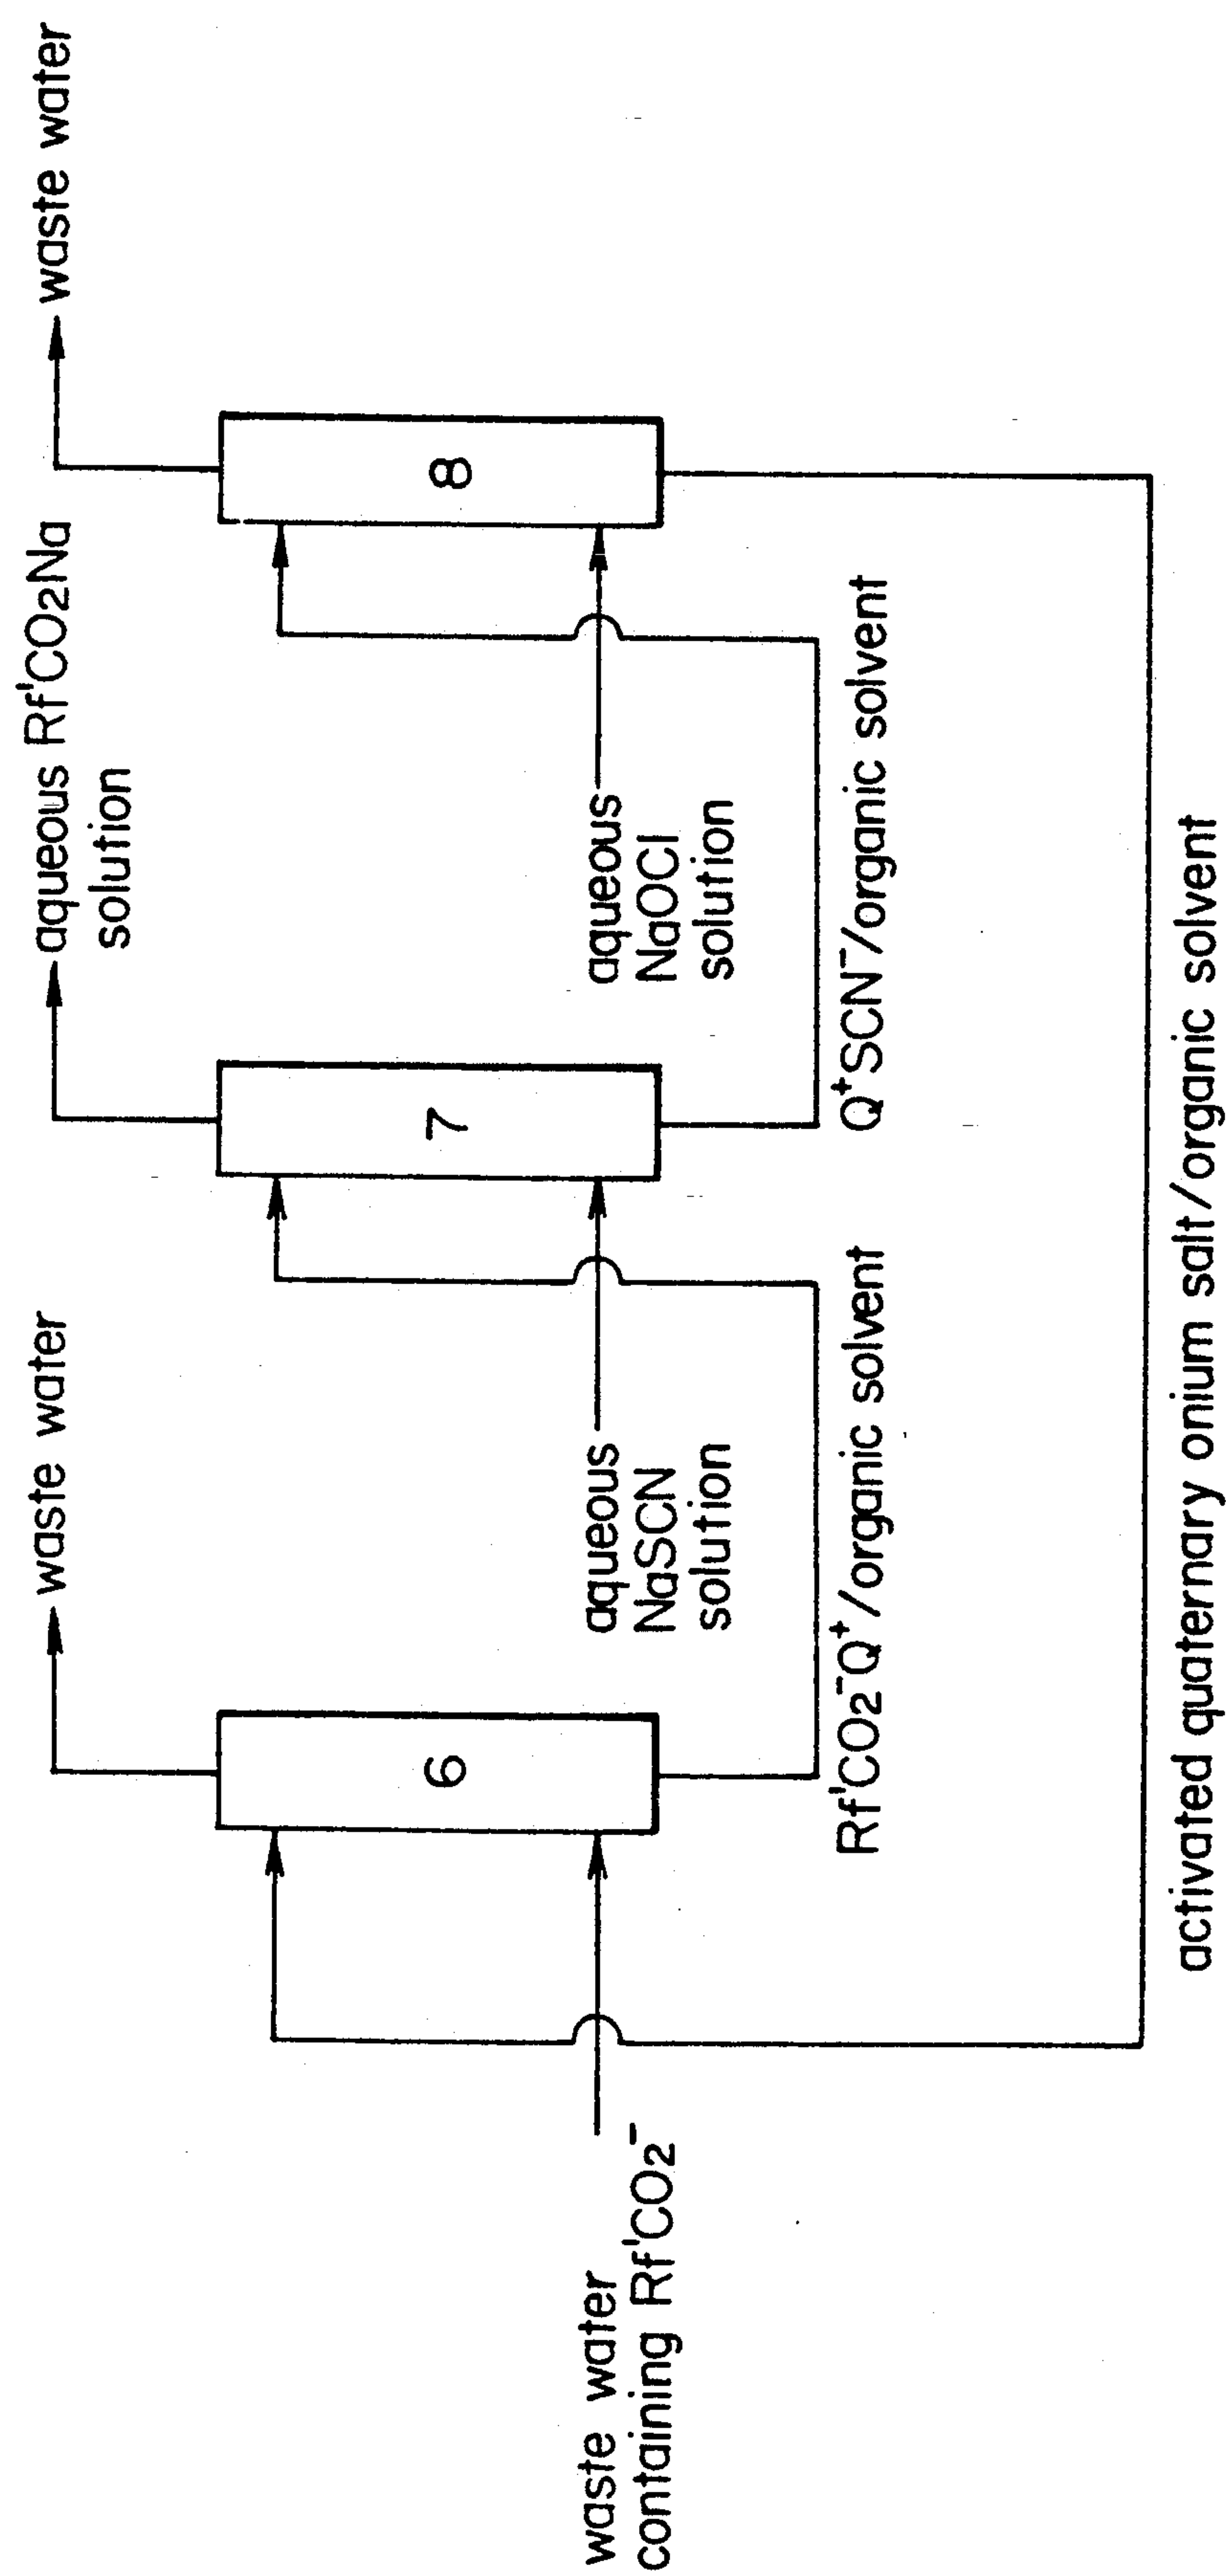 waste water
aqueous Rf'CO₂Na
solution
waste water
6
7
8
waste water
containing Rf'CO₂⁻
aqueous
NaSCN
solution
aqueous
NaOCl
solution
Rf'CO₂⁻Q⁺/organic solvent
Q⁺SCN⁻/organic solvent
activated quaternary onium salt/organic solvent